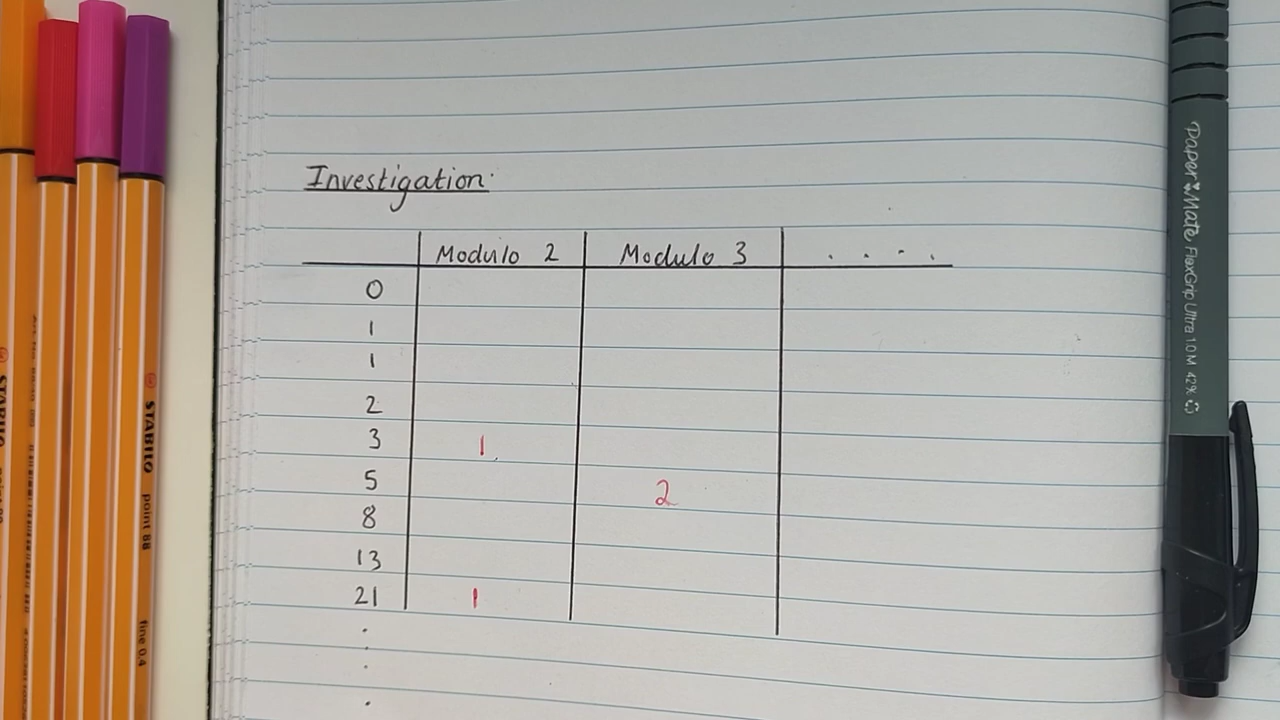 Investigation:
Modulo 2 Modulo 3 . . . .
0
1
1
2
3 1
5 2
8
13
21 1
.
.
.
STABILO point 88 fine 0.4
STABILO
Paper Mate FlexGrip Ultra 1.0 M 42%